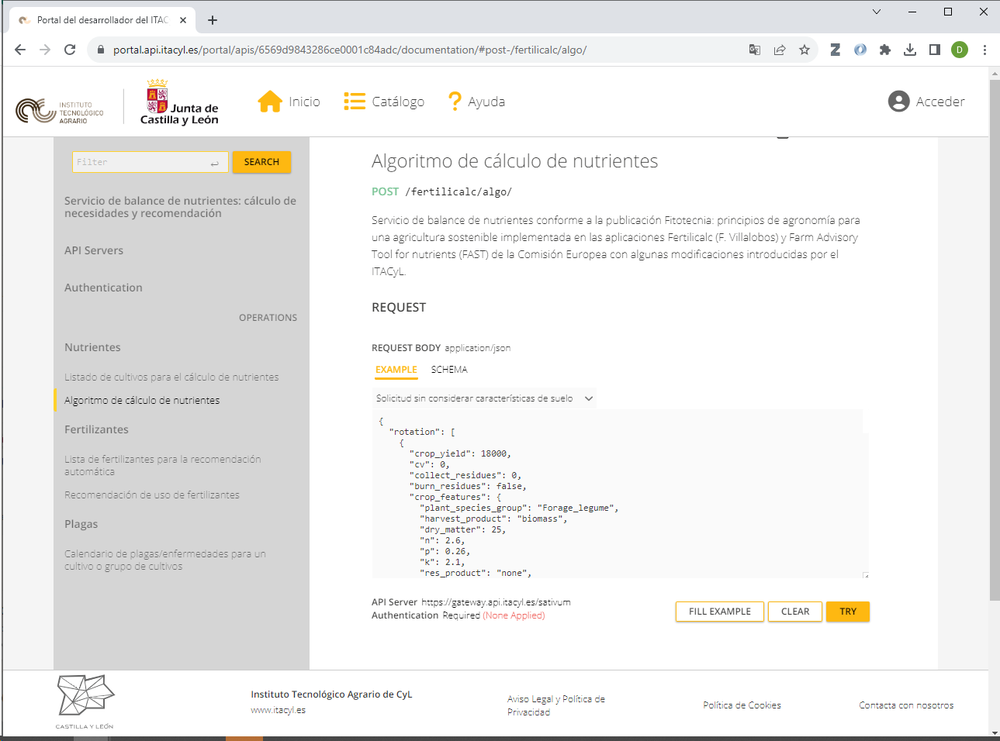 Portal del desarrollador del ITAC
portal.api.itacyl.es/portal/apis/6569d9843286ce0001c84adc/documentation/#post-/fertilicalc/algo/
D
INSTITUTO
TECNOLÓGICO
AGRARIO
Junta de
Castilla y León
Inicio
Catálogo
Ayuda
Acceder
Filter
SEARCH
Servicio de balance de nutrientes: cálculo de
necesidades y recomendación
API Servers
Authentication
OPERATIONS
Nutrientes
Listado de cultivos para el cálculo de nutrientes
Algoritmo de cálculo de nutrientes
Fertilizantes
Lista de fertilizantes para la recomendación
automática
Recomendación de uso de fertilizantes
Plagas
Calendario de plagas/enfermedades para un
cultivo o grupo de cultivos
Algoritmo de cálculo de nutrientes
POST /fertilicalc/algo/
Servicio de balance de nutrientes conforme a la publicación Fitotecnia: principios de agronomía para
una agricultura sostenible implementada en las aplicaciones Fertilicalc (F. Villalobos) y Farm Advisory
Tool for nutrients (FAST) de la Comisión Europea con algunas modificaciones introducidas por el
ITACyL.
REQUEST
REQUEST BODY application/json
EXAMPLE SCHEMA
Solicitud sin considerar características de suelo
{
"rotation": [
{
"crop_yield": 18000,
"cv": 0,
"collect_residues": 0,
"burn_residues": false,
"crop_features": {
"plant_species_group": "Forage_legume",
"harvest_product": "biomass",
"dry_matter": 25,
"n": 2.6,
"p": 0.26,
"k": 2.1,
"res_product": "none",
API Server https://gateway.api.itacyl.es/sativum
Authentication Required (None Applied)
FILL EXAMPLE
CLEAR
TRY
CASTILLA Y LEÓN
Instituto Tecnológico Agrario de CyL
www.itacyl.es
Aviso Legal y Política de
Privacidad
Política de Cookies
Contacta con nosotros